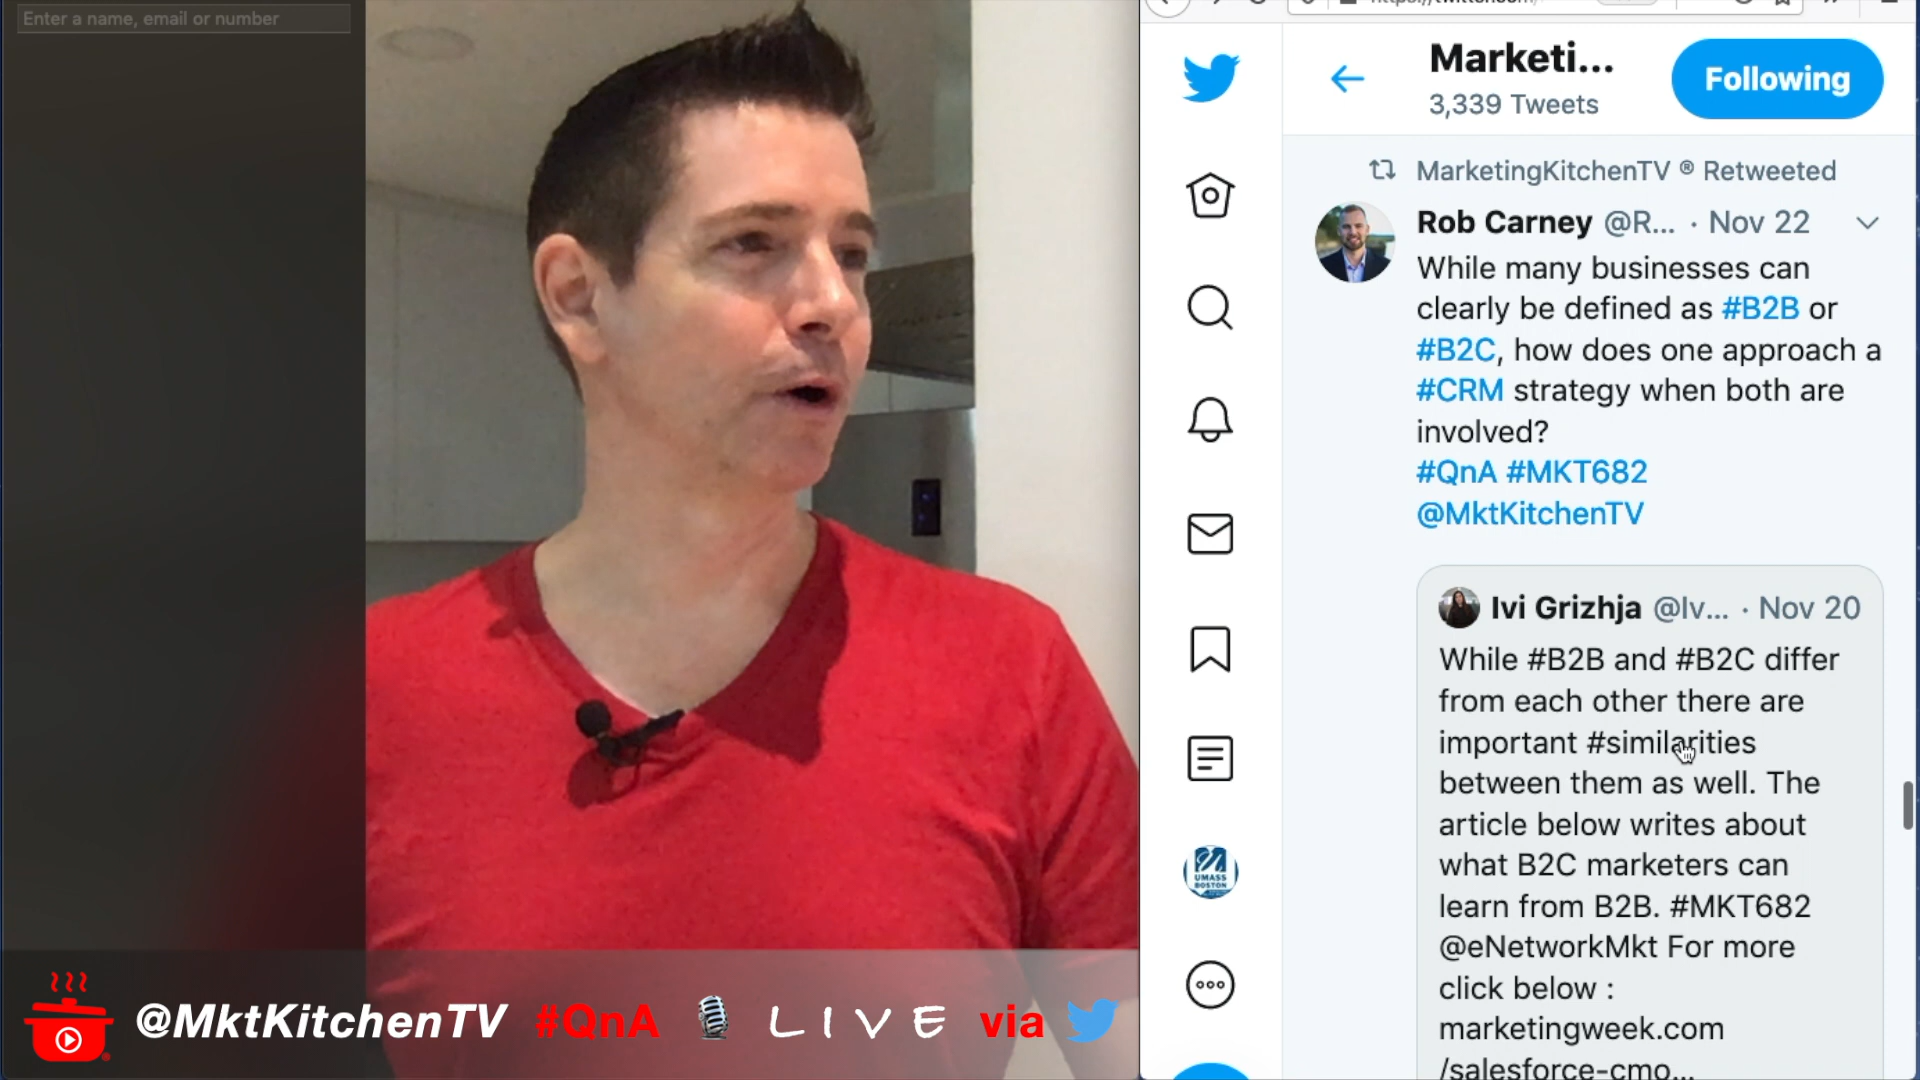 Enter a name, email or number
Marketi...
3,339 Tweets
Following
MarketingKitchenTV ® Retweeted
Rob Carney @R... · Nov 22
While many businesses can
clearly be defined as #B2B or
#B2C, how does one approach a
#CRM strategy when both are
involved?
#QnA #MKT682
@MktKitchenTV
Ivi Grizhja @Iv... · Nov 20
While #B2B and #B2C differ
from each other there are
important #similarities
between them as well. The
article below writes about
what B2C marketers can
learn from B2B. #MKT682
@eNetworkMkt For more
click below :
marketingweek.com
/salesforce-cmo...
UMASS
BOSTON
@MktKitchenTV #QnA LIVE via